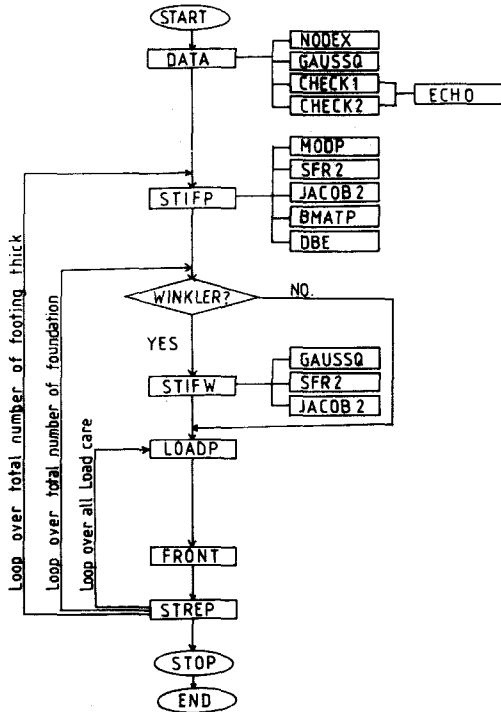 START
DATA
NODEX
GAUSSQ
CHECK1
CHECK2
ECHO
STIFP
MODP
SFR2
JACOB2
BMATP
DBE
WINKLER?
NO.
YES
STIFW
GAUSSQ
SFR2
JACOB2
LOADP
FRONT
STREP
STOP
END
Loop over total number of footing thick
Loop over total number of foundation
Loop over all Load care